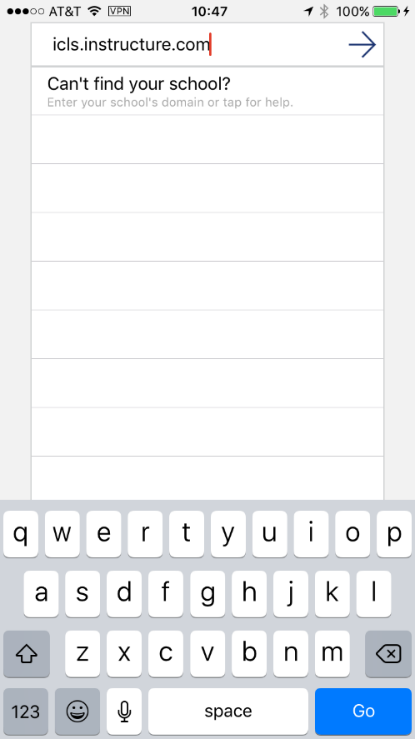 AT&T VPN 10:47 100%
icls.instructure.com
Can't find your school?
Enter your school's domain or tap for help.
q w e r t y u i o p
a s d f g h j k l
z x c v b n m
123 space Go